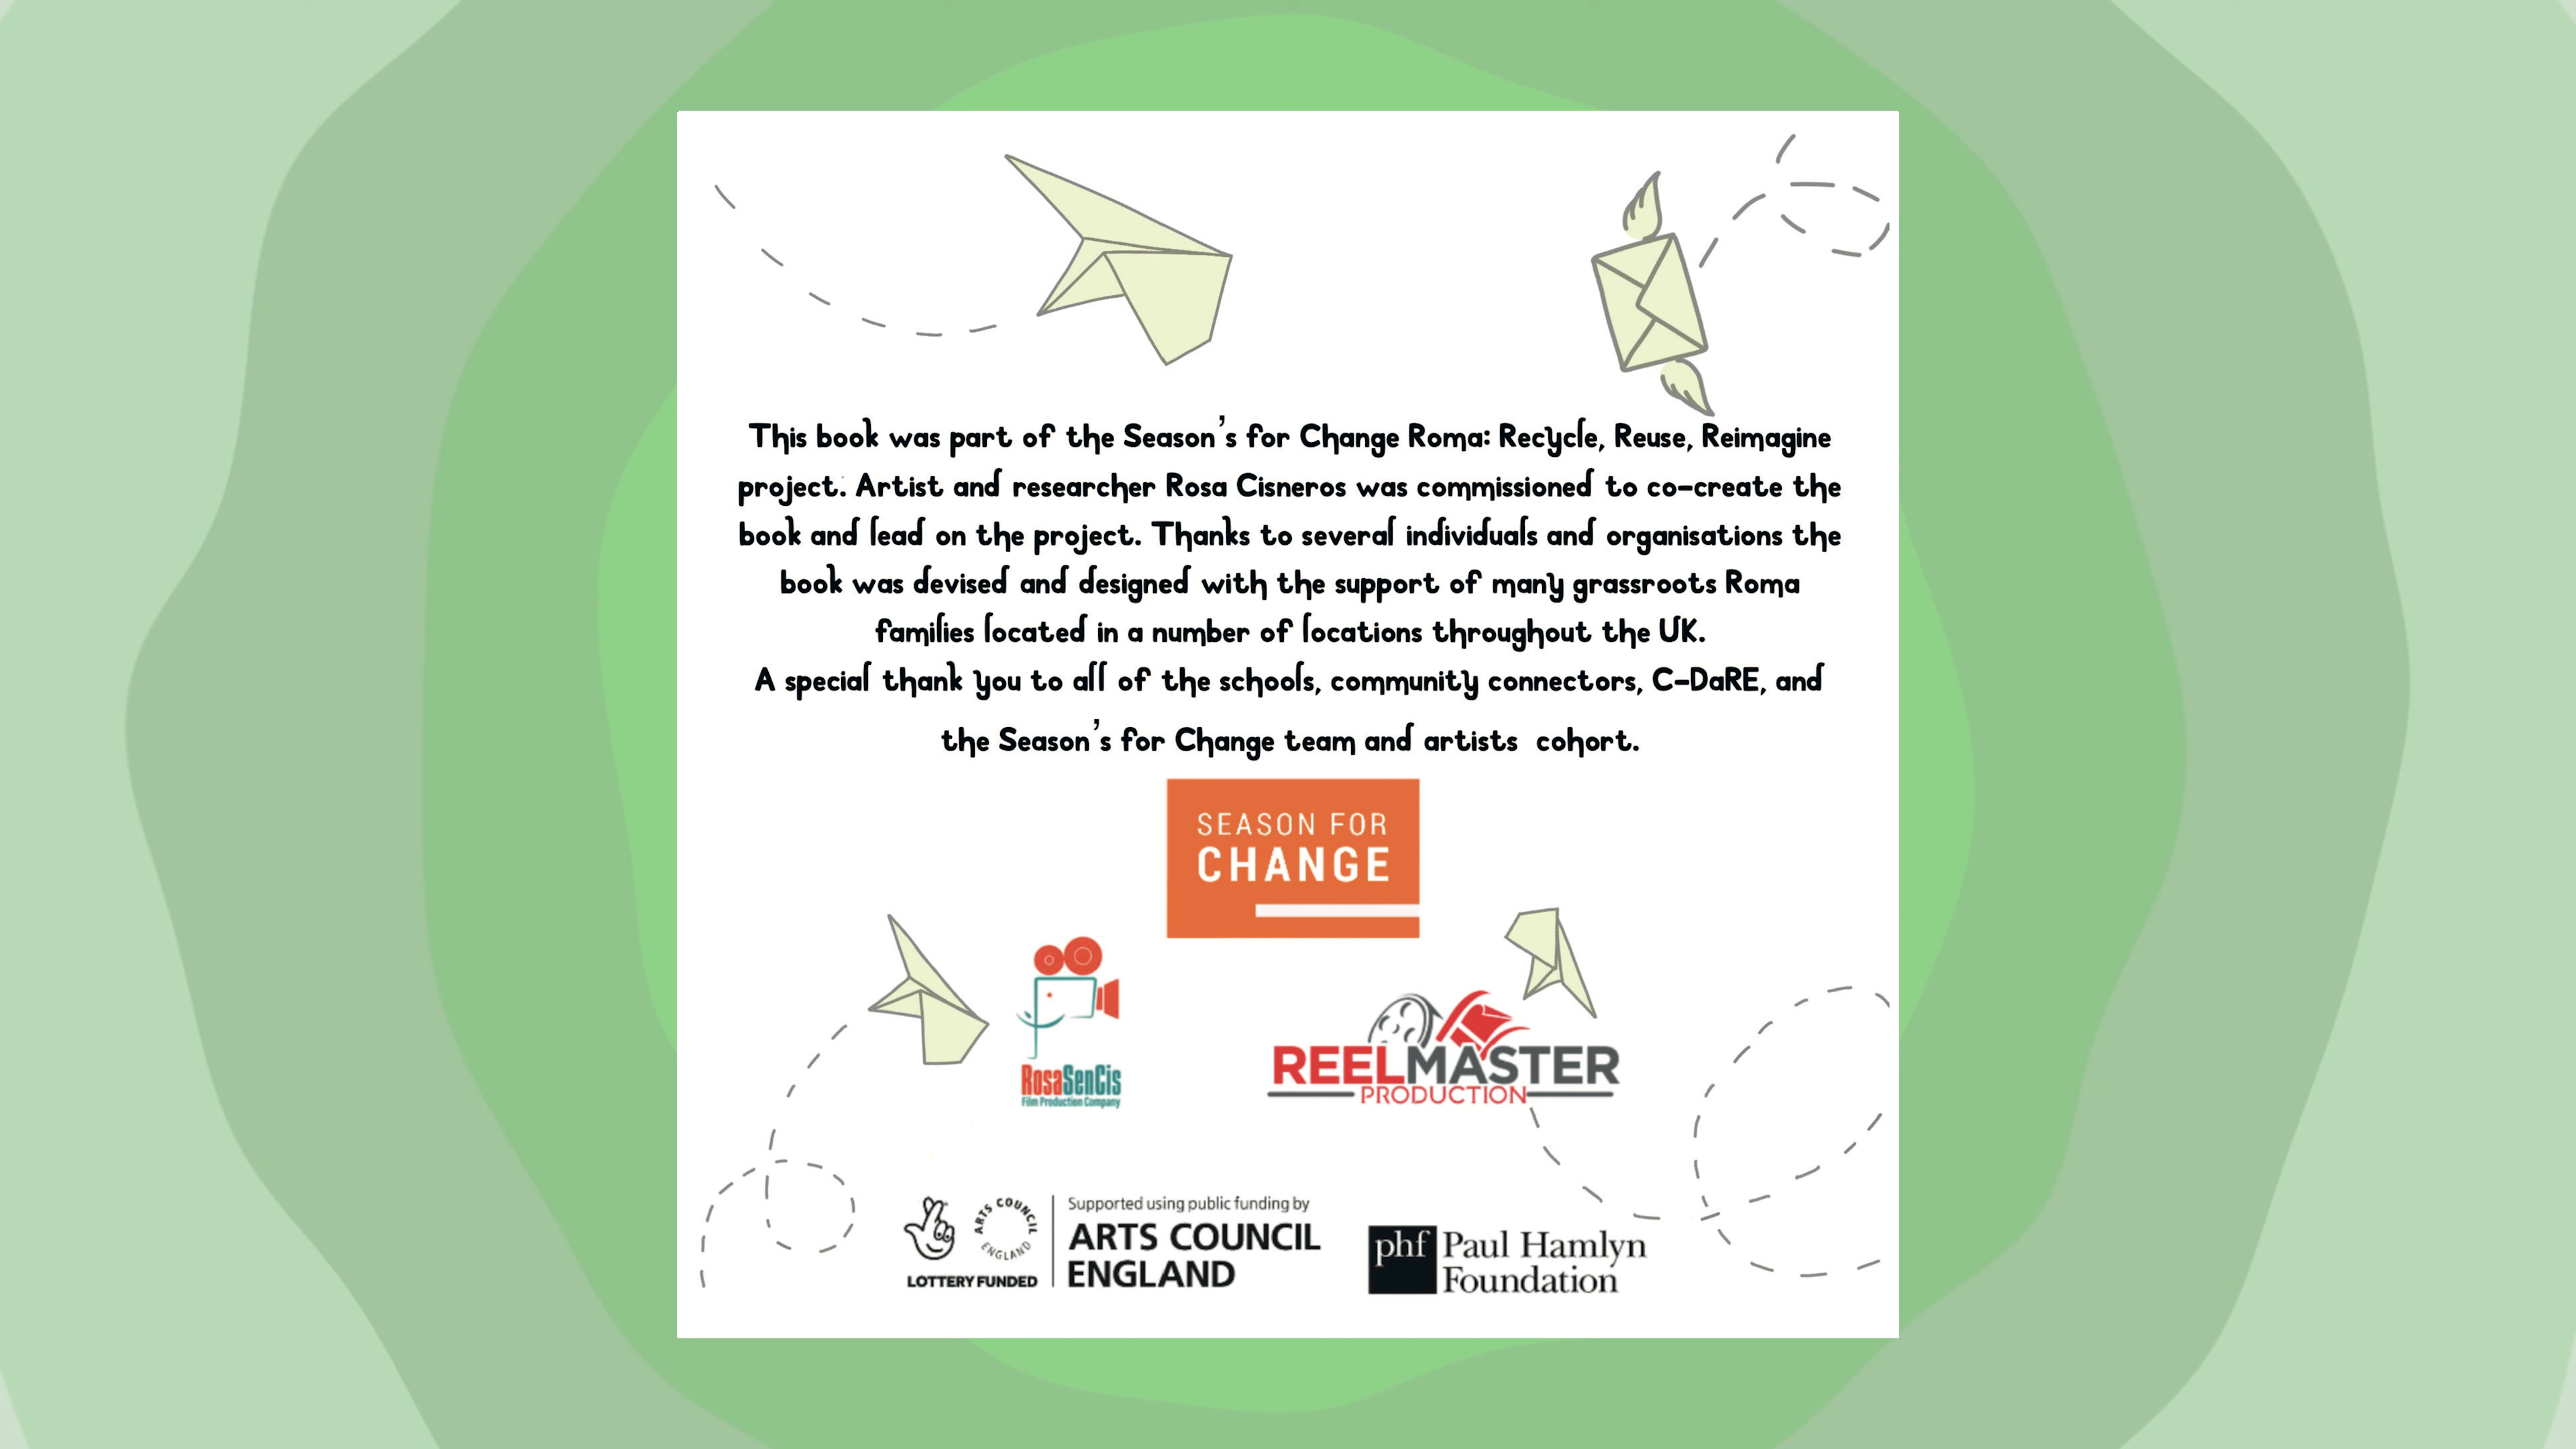 This book was part of the Season's for Change Roma: Recycle, Reuse, Reimagine
project. Artist and researcher Rosa Cisneros was commissioned to co-create the
book and lead on the project. Thanks to several individuals and organisations the
book was devised and designed with the support of many grassroots Roma
families located in a number of locations throughout the UK.
A special thank you to all of the schools, community connectors, C-DaRE, and
the Season's for Change team and artists cohort.
SEASON FOR
CHANGE
RosaSenCis
Film Production Company
REELMASTER
PRODUCTION
ARTS COUNCIL
ENGLAND
LOTTERY FUNDED
Supported using public funding by
ARTS COUNCIL
ENGLAND
phf Paul Hamlyn
Foundation